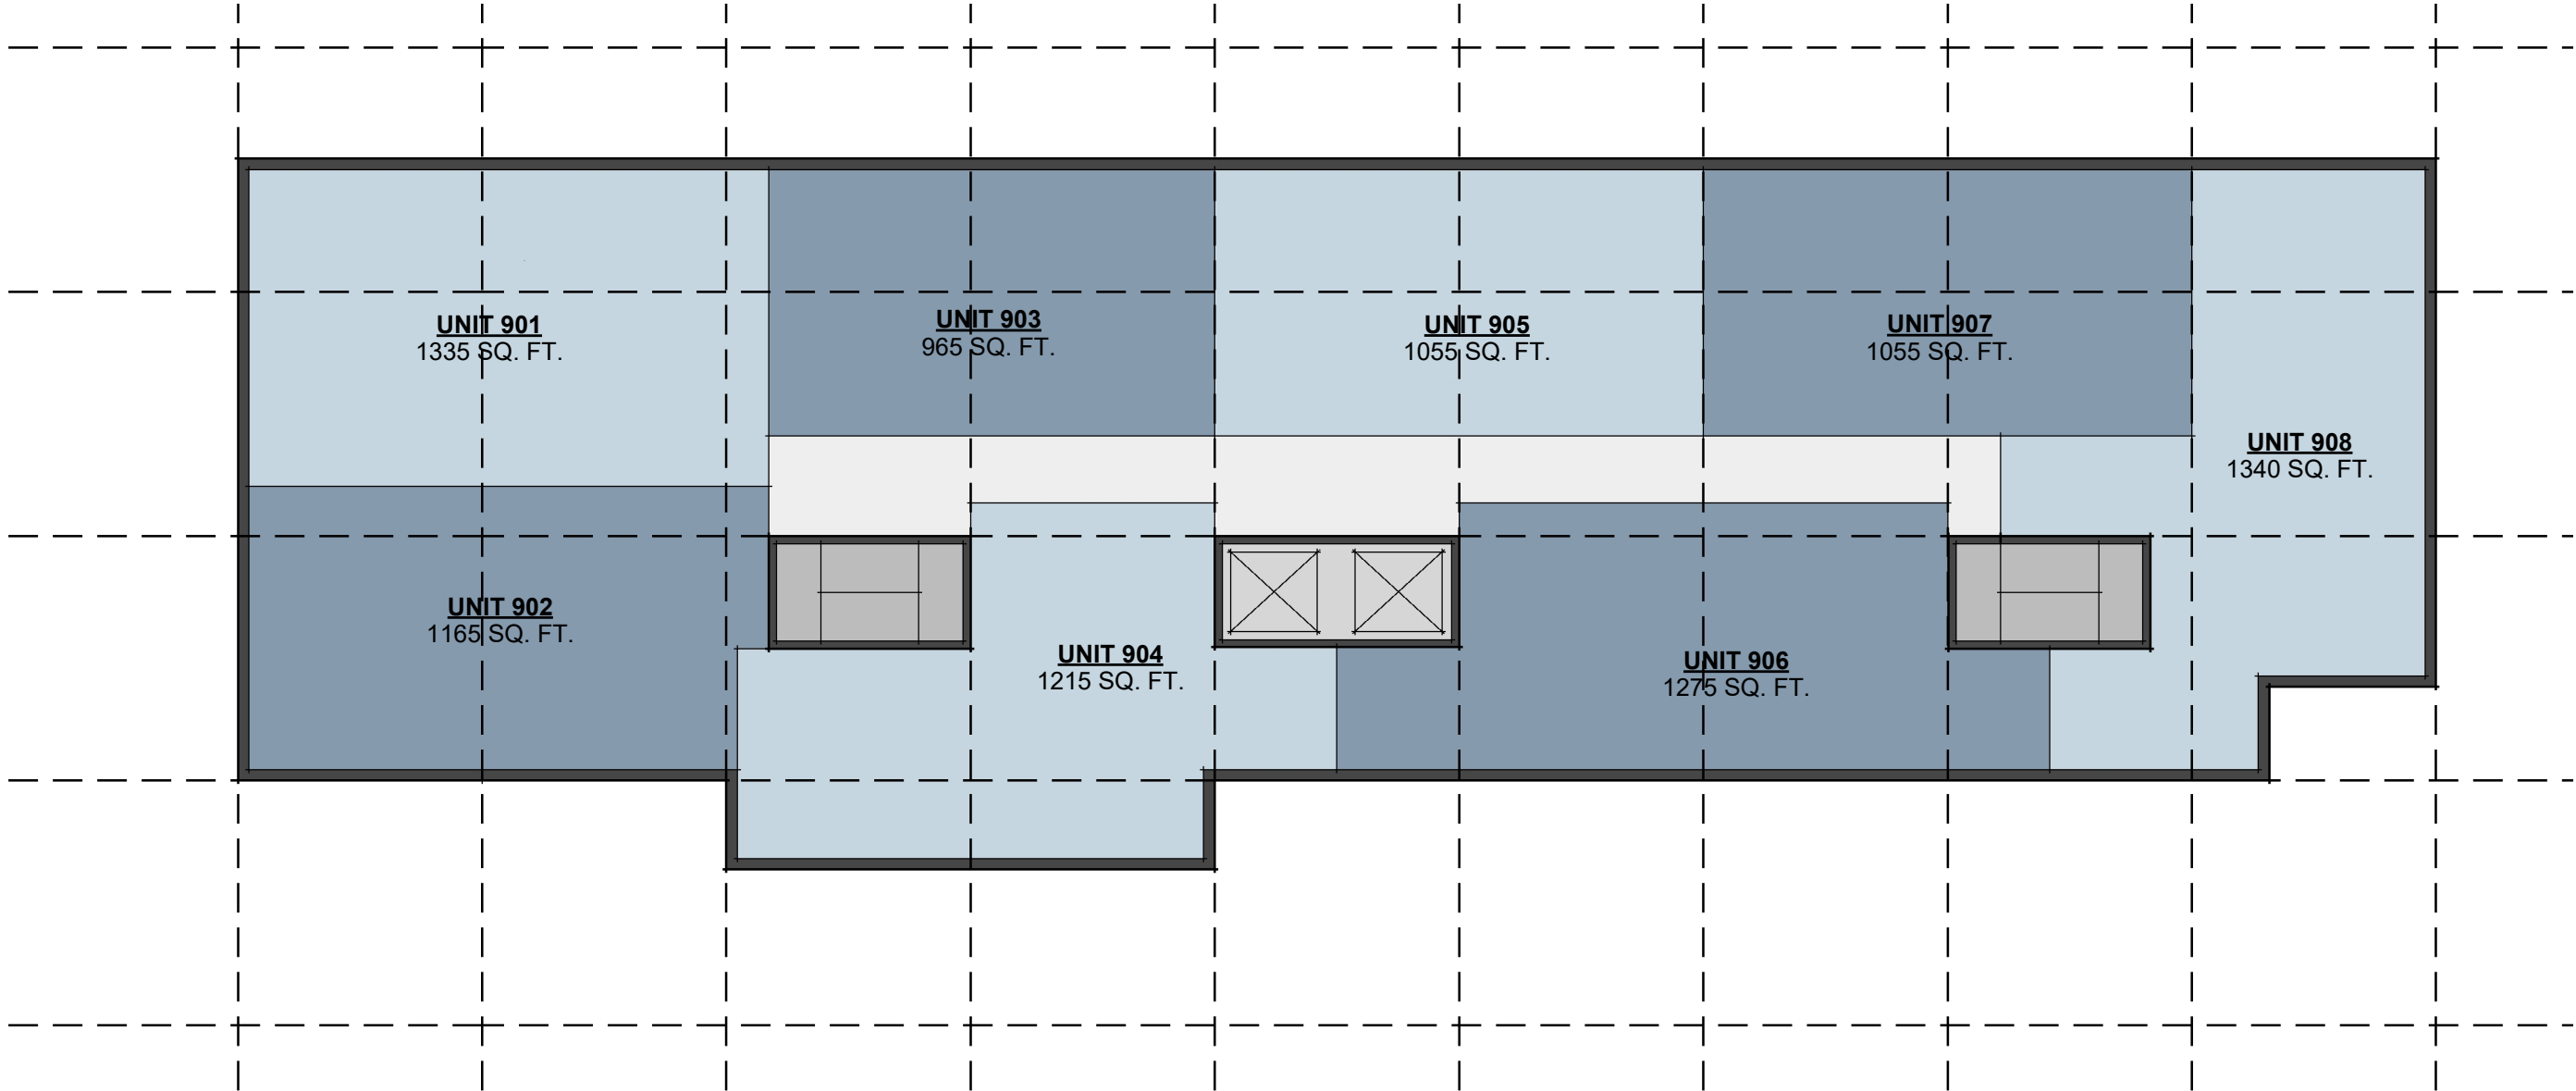 UNIT 901
1335 SQ. FT.
UNIT 903
965 SQ. FT.
UNIT 905
1055 SQ. FT.
UNIT 907
1055 SQ. FT.
UNIT 908
1340 SQ. FT.
UNIT 902
1165 SQ. FT.
UNIT 904
1215 SQ. FT.
UNIT 906
1275 SQ. FT.